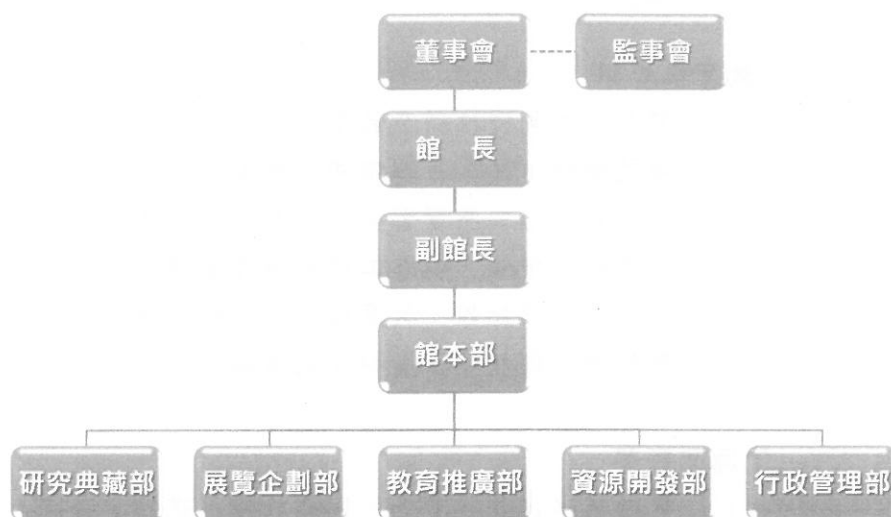 董事會
監事會
館 長
副館長
館本部
研究典藏部
展覽企劃部
教育推廣部
資源開發部
行政管理部